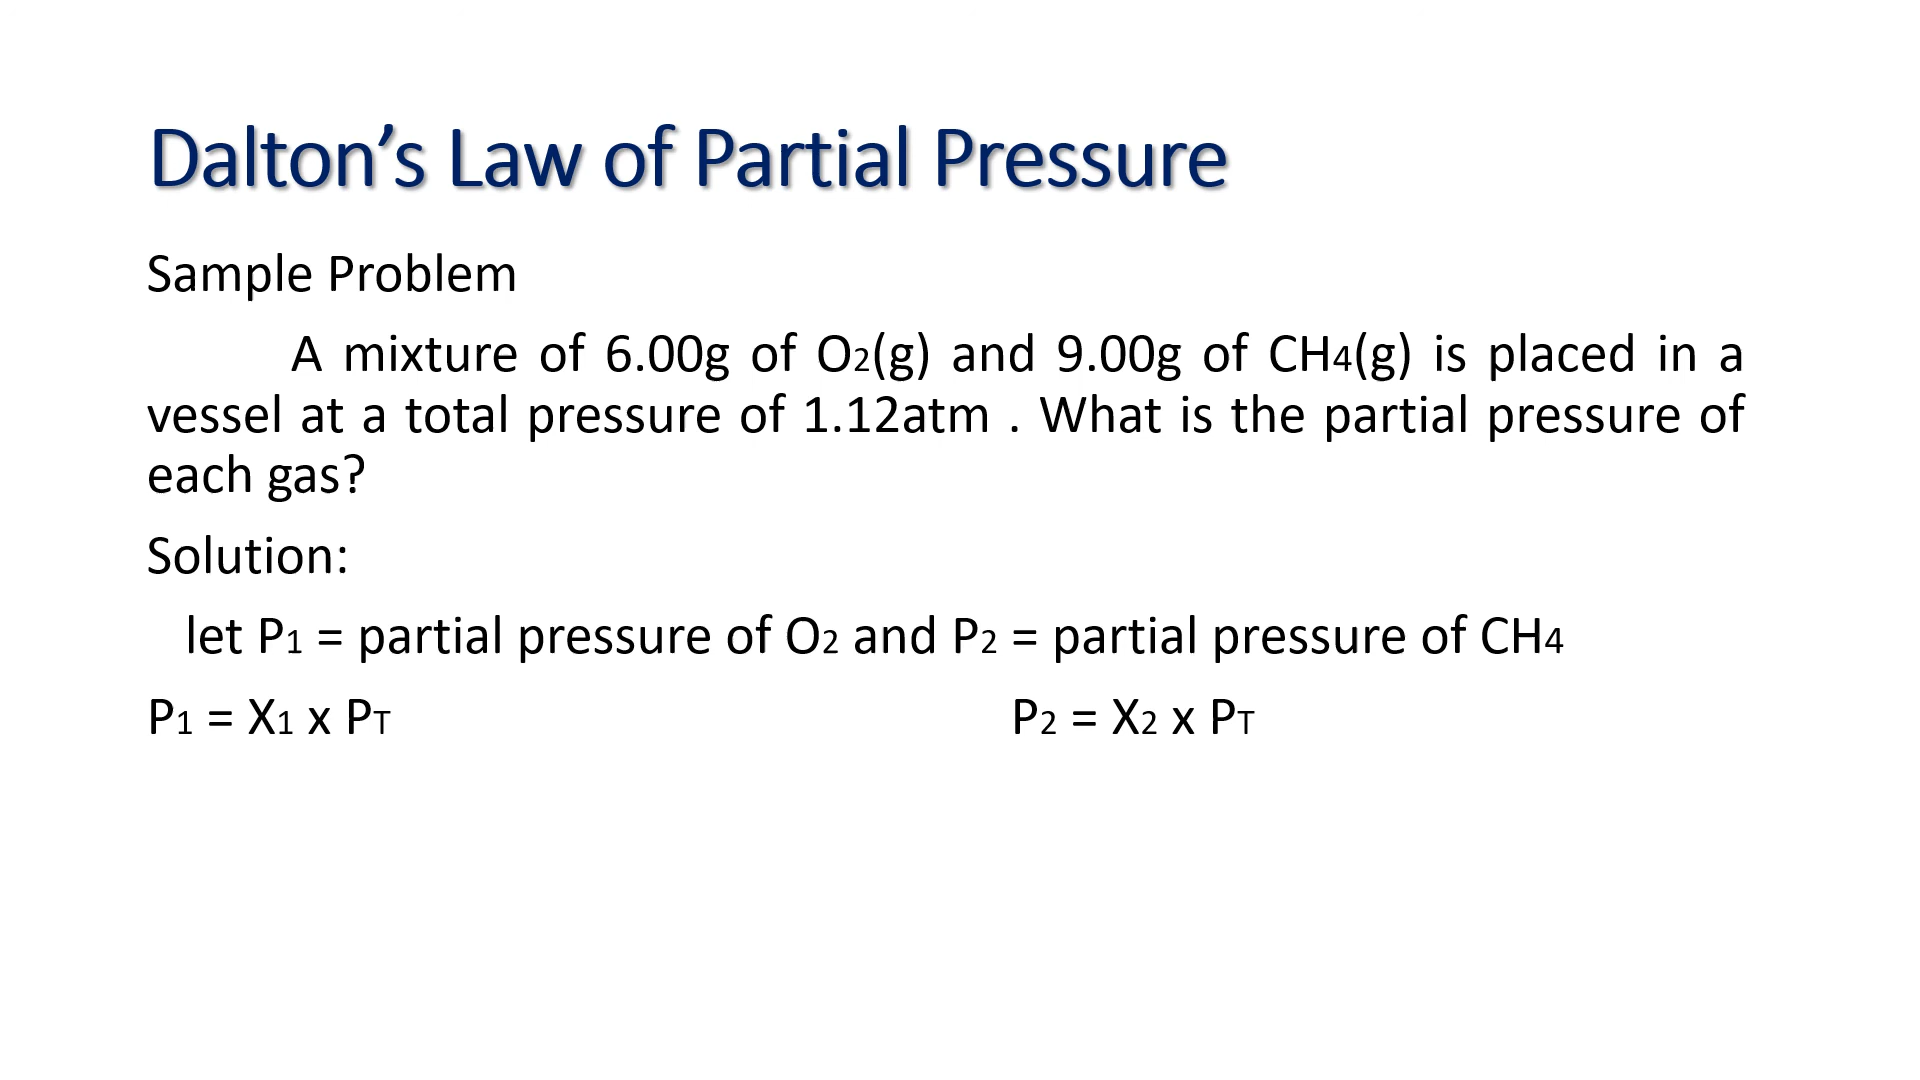 Dalton’s Law of Partial Pressure
Sample Problem
A mixture of 6.00g of O2(g) and 9.00g of CH4(g) is placed in a
vessel at a total pressure of 1.12atm . What is the partial pressure of
each gas?
Solution:
let P1 = partial pressure of O2 and P2 = partial pressure of CH4
P1 = X1 x PT P2 = X2 x PT